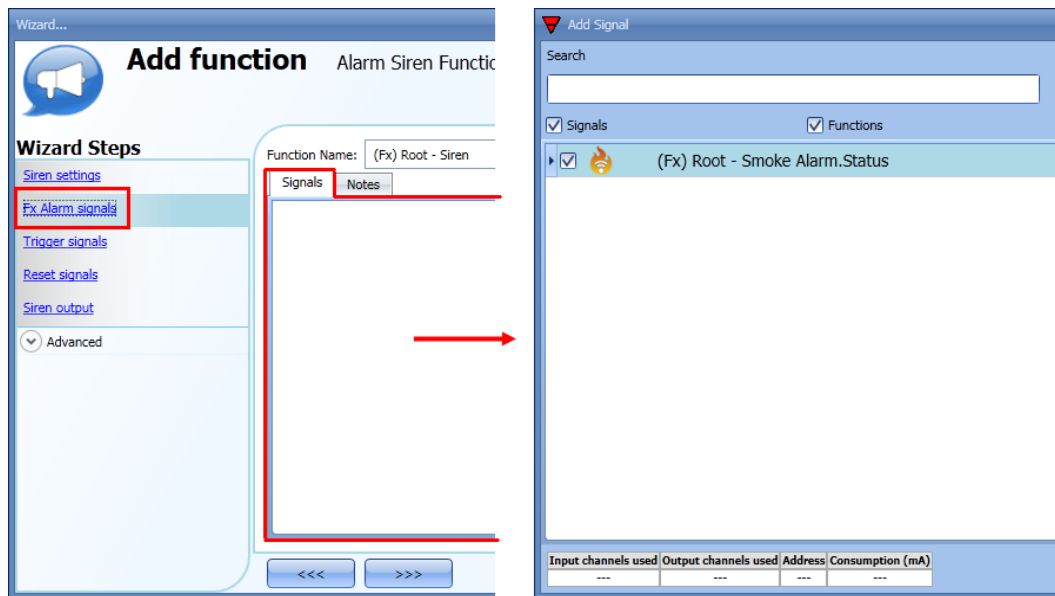 Wizard...
Add function Alarm Siren Functio
Wizard Steps
Siren settings
Fx Alarm signals
Trigger signals
Reset signals
Siren output
Advanced
Function Name: (Fx) Root - Siren
Signals Notes
<<< >>>
Add Signal
Search
Signals Functions
(Fx) Root - Smoke Alarm.Status
Input channels used Output channels used Address Consumption (mA)
--- --- --- ---